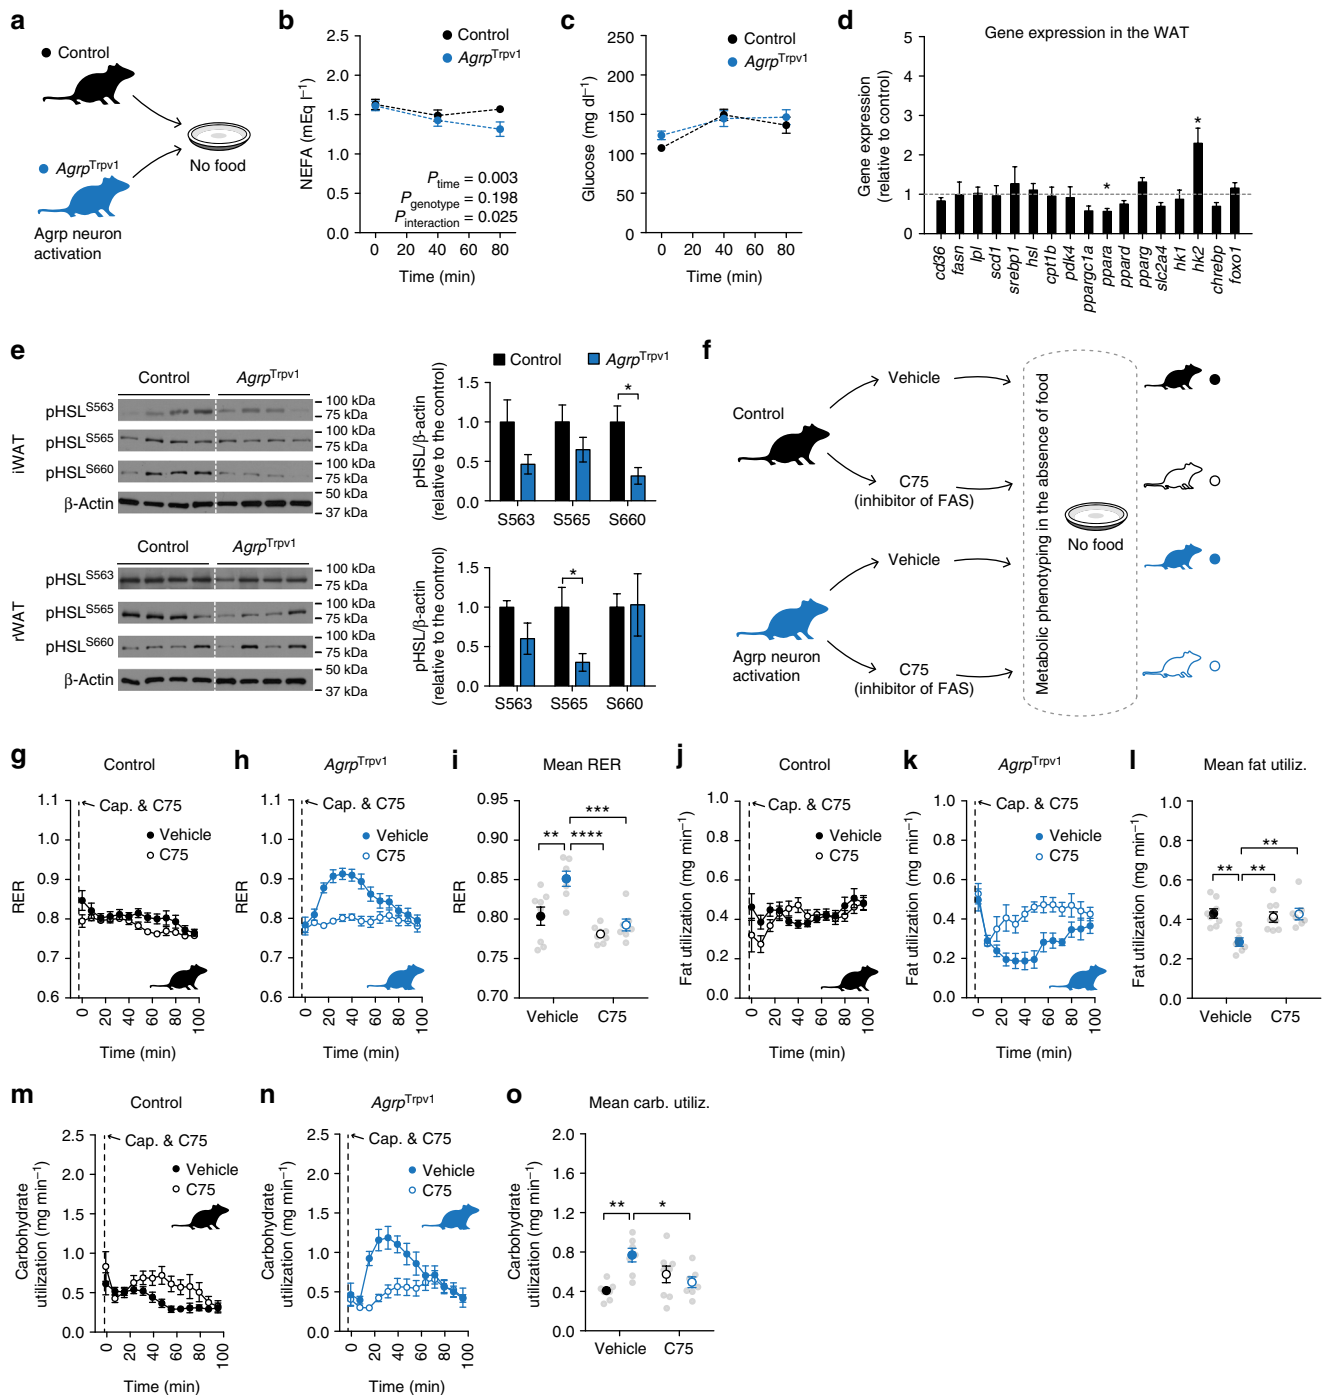 a
Control
Agrp^Trpv1
Agrp neuron
activation
No food
b
2.5
2.0
1.5
1.0
0.5
0.0
NEFA (mEq l−1)
Control
Agrp^Trpv1
P_time = 0.003
P_genotype = 0.198
P_interaction = 0.025
0 20 40 60 80
Time (min)
c
250
200
150
100
50
0
Glucose (mg dl−1)
Control
Agrp^Trpv1
0 20 40 60 80
Time (min)
d
Gene expression in the WAT
5
4
3
2
1
0
Gene expression
(relative to control)
*
*
cd36 fasn lpl scd1 srebp1 hsl cpt1b pdk4 ppargc1a ppara ppard pparg slc2a4 hk1 hk2 chrebp foxo1
e
Control Agrp^Trpv1
iWAT
pHSL^S563
100 kDa
75 kDa
pHSL^S565
100 kDa
75 kDa
pHSL^S660
100 kDa
75 kDa
β-Actin
50 kDa
37 kDa
Control Agrp^Trpv1
rWAT
pHSL^S563
100 kDa
75 kDa
pHSL^S565
100 kDa
75 kDa
pHSL^S660
100 kDa
75 kDa
β-Actin
50 kDa
37 kDa
Control Agrp^Trpv1
pHSL/β-actin
(relative to the control)
1.5
1.0
0.5
0.0
*
S563 S565 S660
pHSL/β-actin
(relative to the control)
1.5
1.0
0.5
0.0
*
S563 S565 S660
f
Control
Vehicle
C75
(inhibitor of FAS)
Agrp neuron
activation
Vehicle
C75
(inhibitor of FAS)
Metabolic phenotyping in the absence of food
No food
g
Control
1.1
1.0
0.9
0.8
0.7
0.6
RER
Cap. & C75
Vehicle
C75
0 20 40 60 80 100
Time (min)
h
Agrp^Trpv1
1.1
1.0
0.9
0.8
0.7
0.6
RER
Cap. & C75
Vehicle
C75
0 20 40 60 80 100
Time (min)
i
Mean RER
0.95
0.90
0.85
0.80
0.75
0.70
RER
***
** ****
Vehicle C75
j
Control
1.0
0.8
0.6
0.4
0.2
0.0
Fat utilization (mg min−1)
Cap. & C75
Vehicle
C75
0 20 40 60 80 100
Time (min)
k
Agrp^Trpv1
1.0
0.8
0.6
0.4
0.2
0.0
Fat utilization (mg min−1)
Cap. & C75
Vehicle
C75
0 20 40 60 80 100
Time (min)
l
Mean fat utiliz.
1.0
0.8
0.6
0.4
0.2
0.0
Fat utilization (mg min−1)
**
** **
Vehicle C75
m
Control
2.5
2.0
1.5
1.0
0.5
0.0
Carbohydrate
utilization (mg min−1)
Cap. & C75
Vehicle
C75
0 20 40 60 80 100
Time (min)
n
Agrp^Trpv1
2.5
2.0
1.5
1.0
0.5
0.0
Carbohydrate
utilization (mg min−1)
Cap. & C75
Vehicle
C75
0 20 40 60 80 100
Time (min)
o
Mean carb. utiliz.
2.0
1.6
1.2
0.8
0.4
0.0
Carbohydrate
utilization (mg min−1)
** *
Vehicle C75